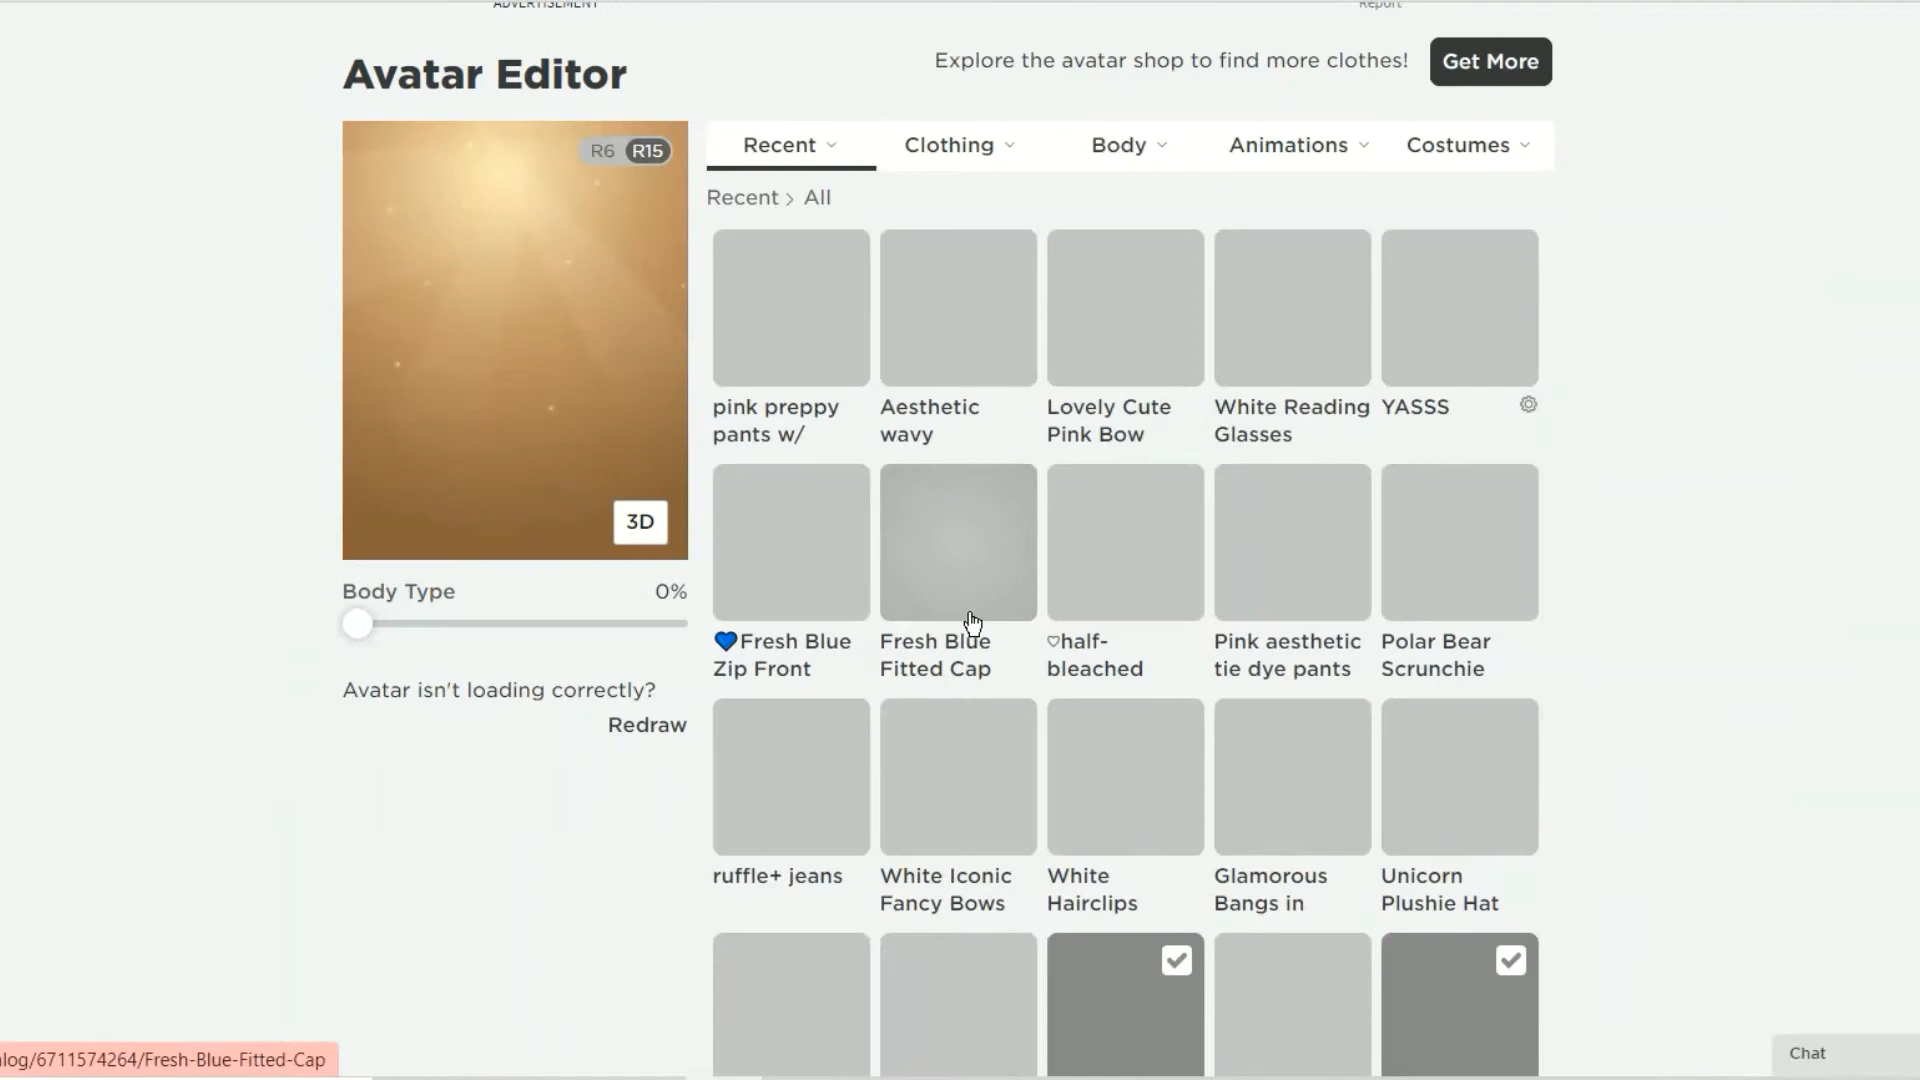 ADVERTISEMENT
Report
Avatar Editor
Explore the avatar shop to find more clothes!
Get More
R6 R15
Recent
Clothing
Body
Animations
Costumes
Recent > All
3D
Body Type 0%
Avatar isn't loading correctly?
Redraw
pink preppy
pants w/
Aesthetic
wavy
Lovely Cute
Pink Bow
White Reading
Glasses
YASSS
💙Fresh Blue
Zip Front
Fresh Blue
Fitted Cap
♡half-
bleached
Pink aesthetic
tie dye pants
Polar Bear
Scrunchie
ruffle+ jeans
White Iconic
Fancy Bows
White
Hairclips
Glamorous
Bangs in
Unicorn
Plushie Hat
alog/6711574264/Fresh-Blue-Fitted-Cap
Chat